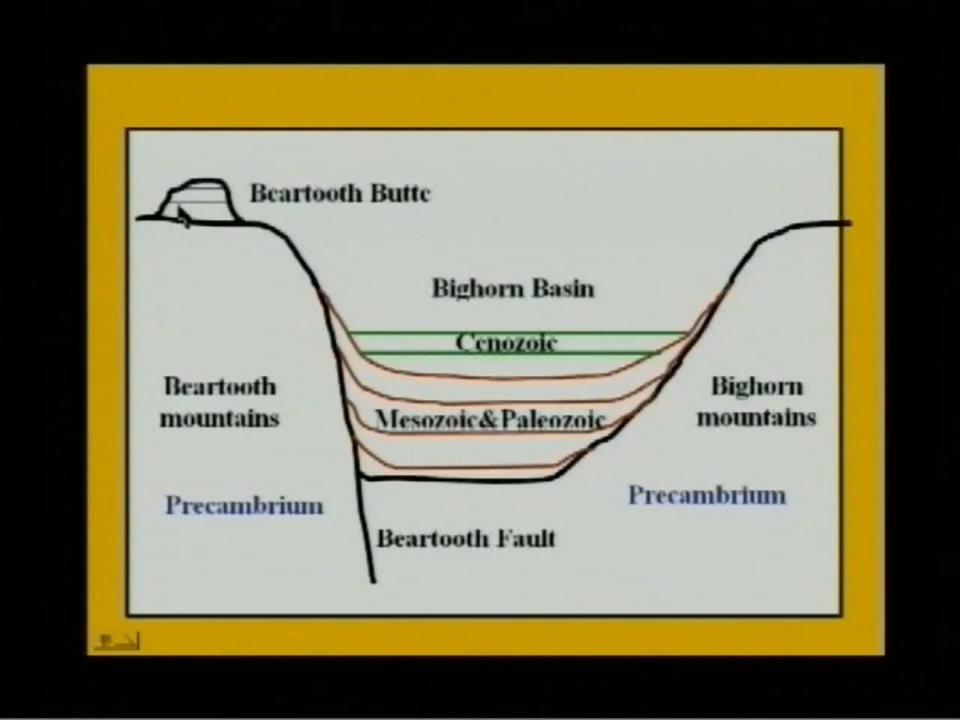 Beartooth Butte
Bighorn Basin
Cenozoic
Beartooth
mountains
Bighorn
mountains
Mesozoic&Paleozoic
Precambrium
Precambrium
Beartooth Fault